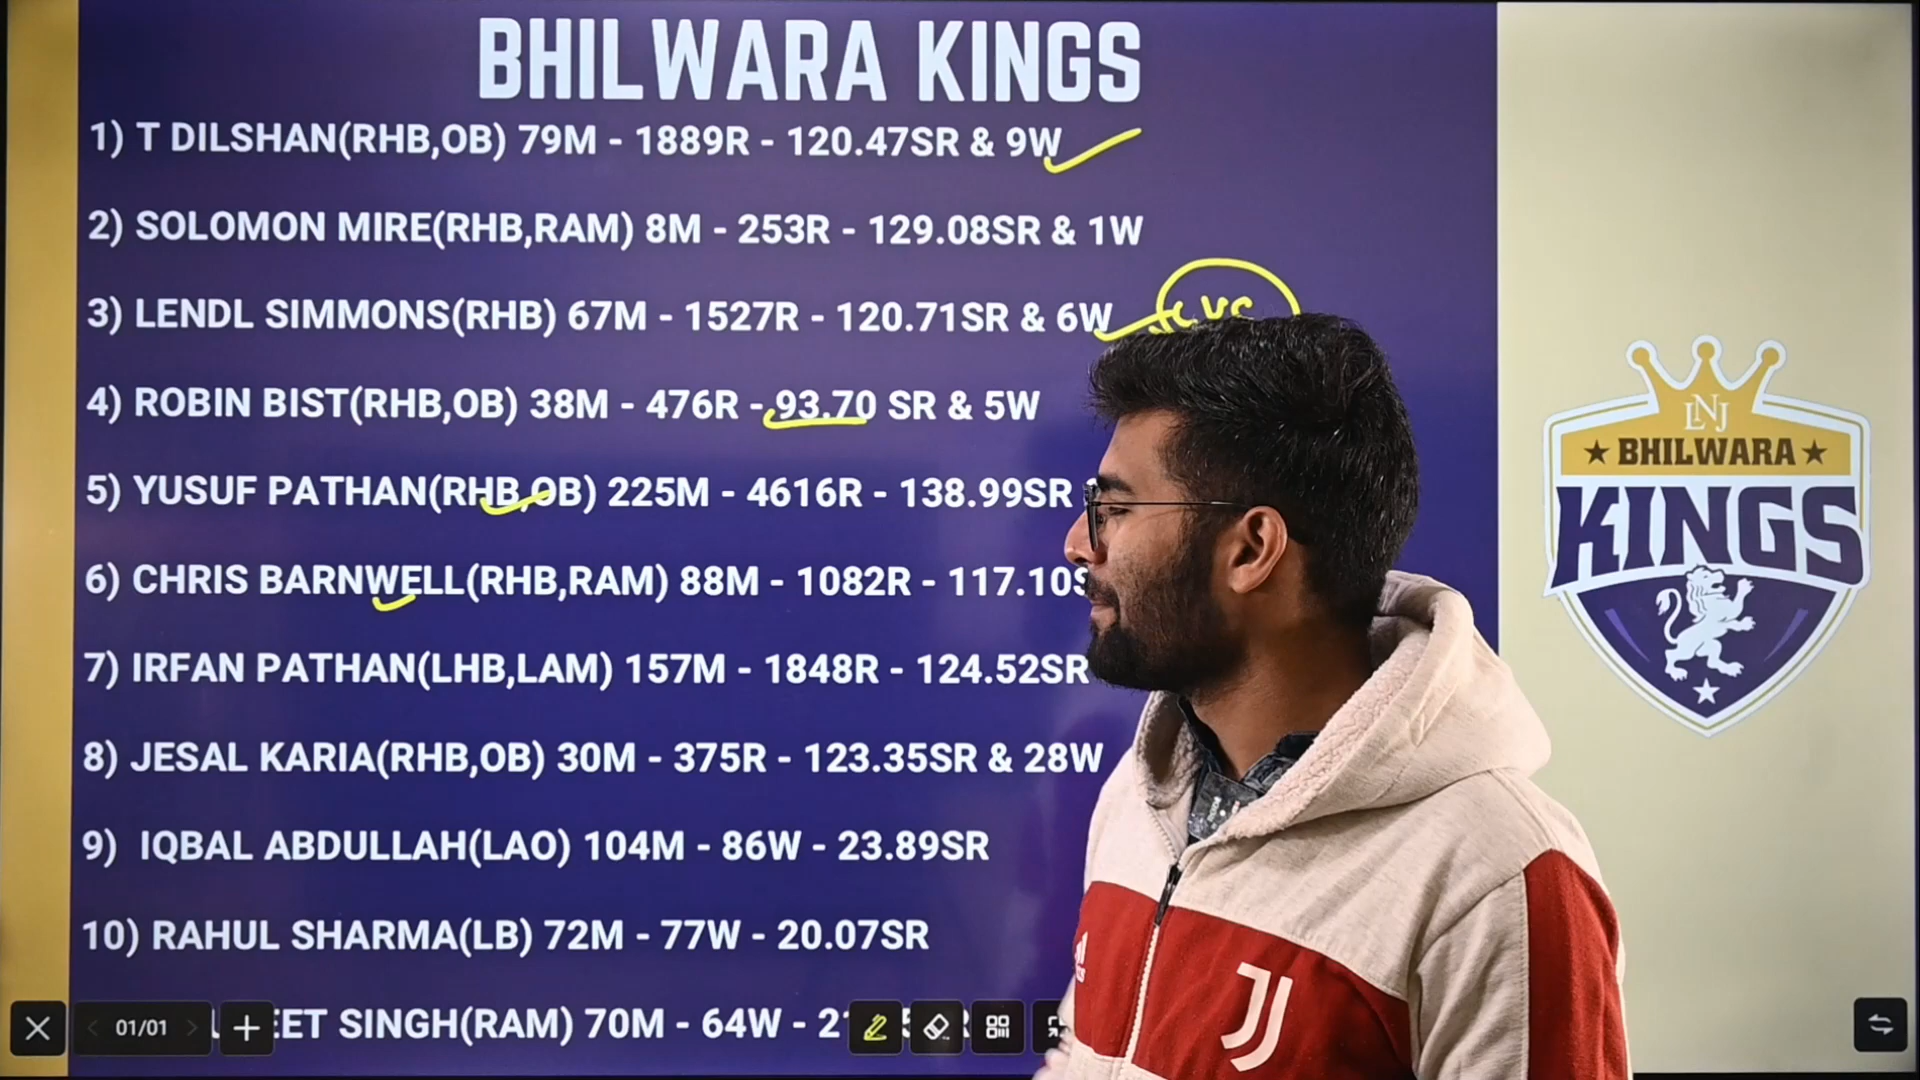 BHILWARA KINGS
1) T DILSHAN(RHB,OB) 79M - 1889R - 120.47SR & 9W
2) SOLOMON MIRE(RHB,RAM) 8M - 253R - 129.08SR & 1W
3) LENDL SIMMONS(RHB) 67M - 1527R - 120.71SR & 6W
4) ROBIN BIST(RHB,OB) 38M - 476R - 93.70 SR & 5W
5) YUSUF PATHAN(RHB,OB) 225M - 4616R - 138.99SR
6) CHRIS BARNWELL(RHB,RAM) 88M - 1082R - 117.10S
7) IRFAN PATHAN(LHB,LAM) 157M - 1848R - 124.52SR
8) JESAL KARIA(RHB,OB) 30M - 375R - 123.35SR & 28W
9) IQBAL ABDULLAH(LAO) 104M - 86W - 23.89SR
10) RAHUL SHARMA(LB) 72M - 77W - 20.07SR
SINGH(RAM) 70M - 64W -
01/01
LNJ
BHILWARA
KINGS